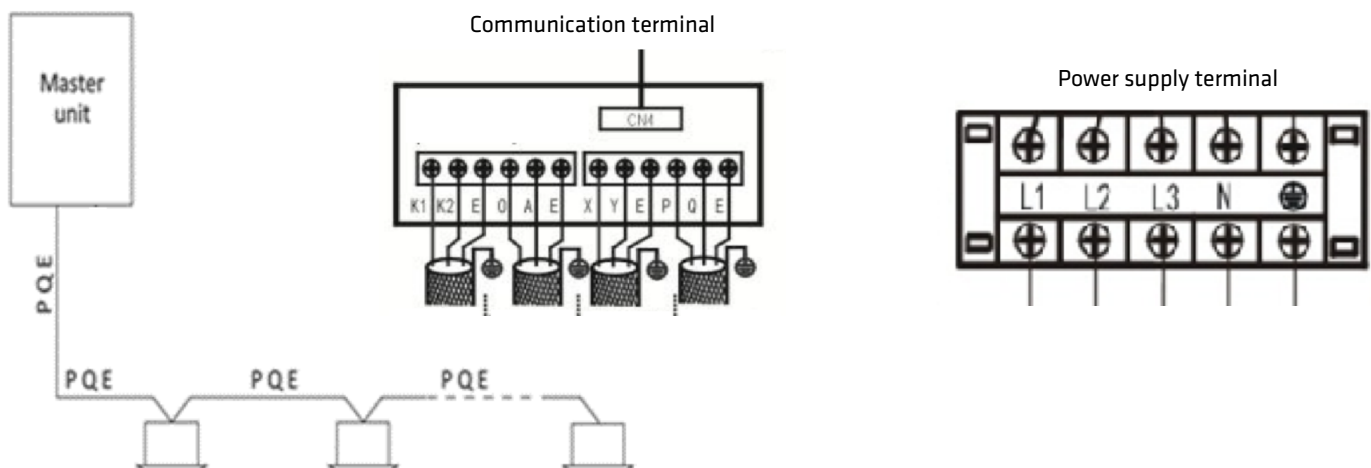 Communication terminal
Master
unit
CN4
K1 K2 E O A E X Y E P Q E
Power supply terminal
L1 L2 L3 N
PQE
PQE PQE PQE